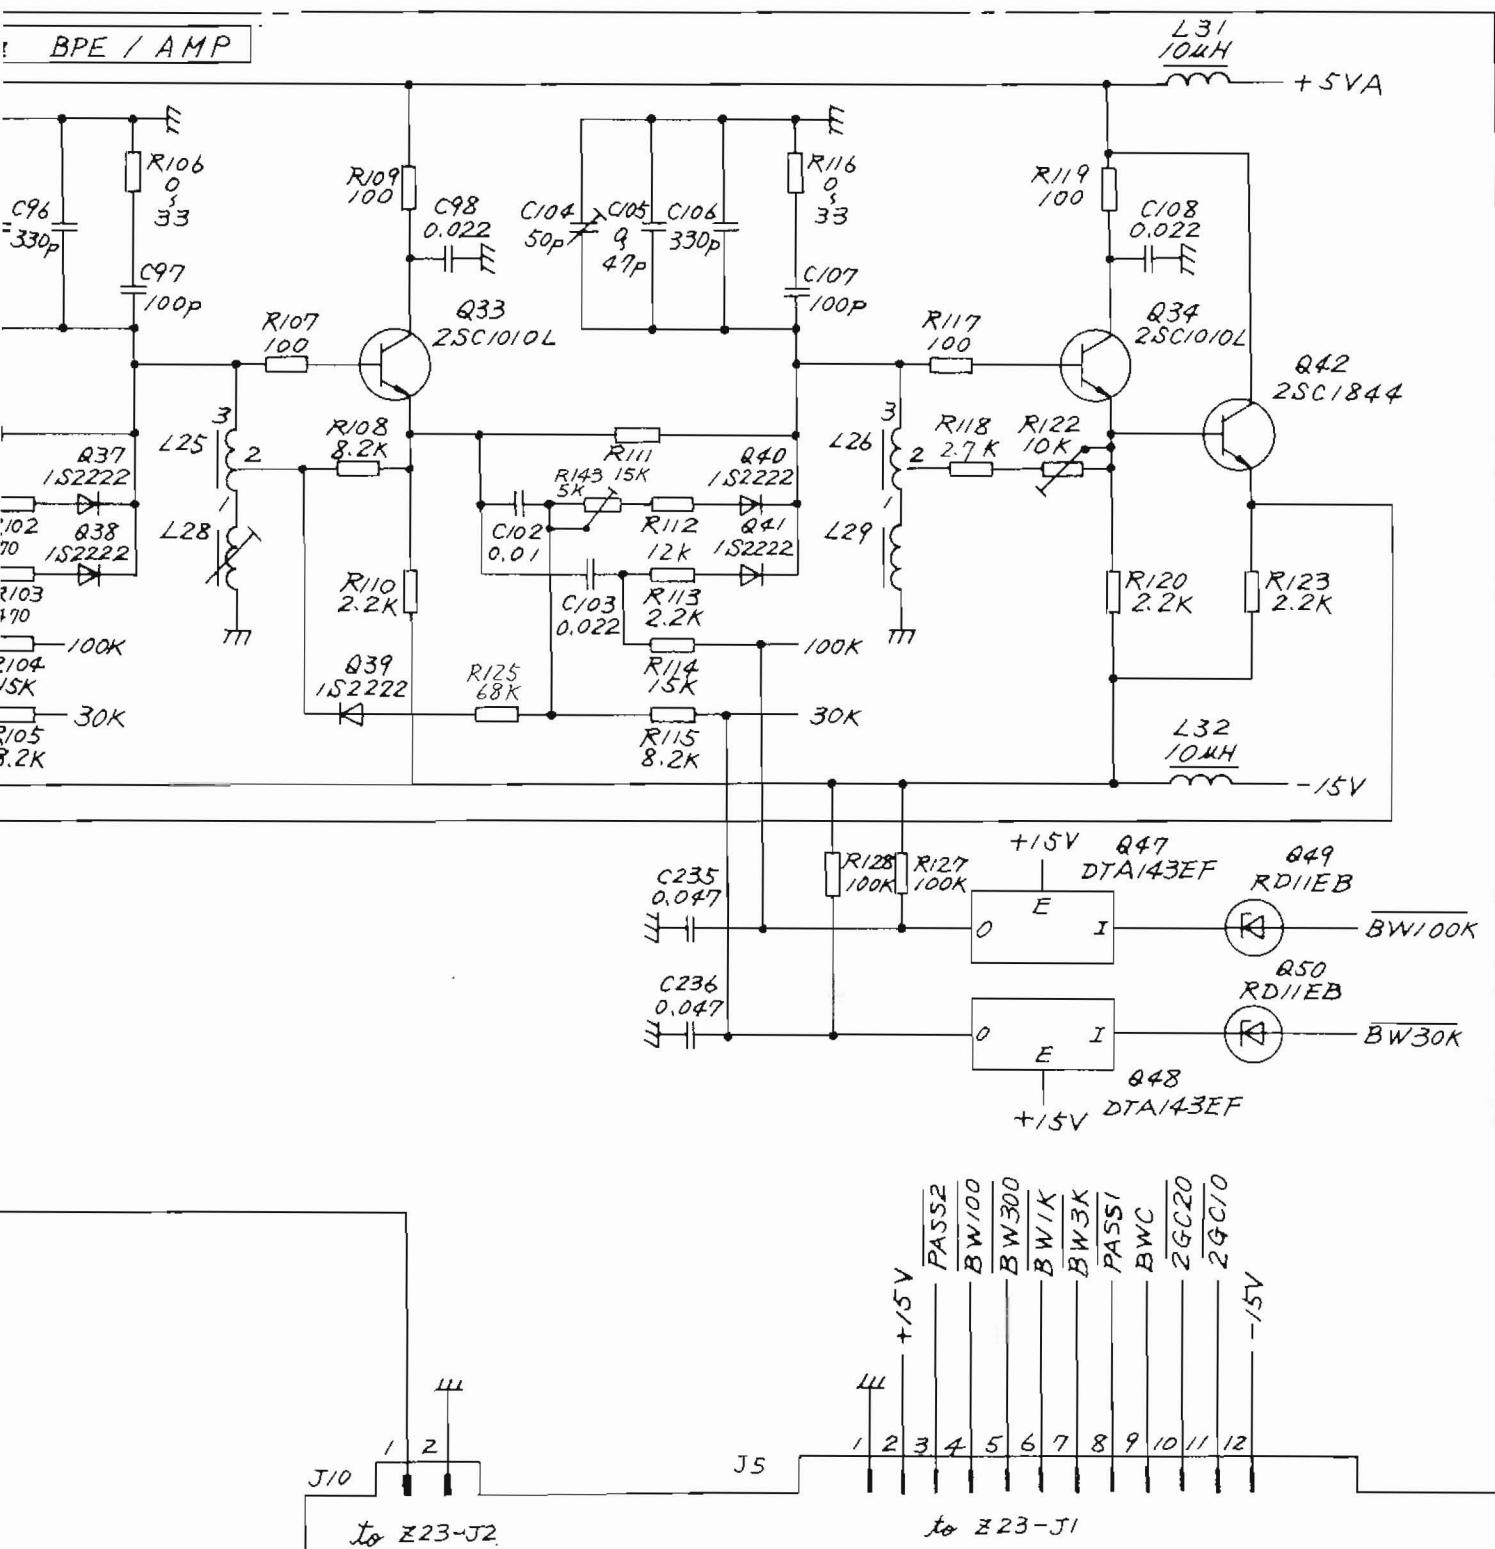 BPE / AMP
L31
10μH
+5VA
R106
0
33
C96
330p
C97
100p
R109
100
C98
0.022
C104
50p
C105
0
47p
C106
330p
R116
0
33
C107
100p
R119
100
C108
0.022
R107
100
Q33
2SC1010L
R117
100
Q34
2SC1010L
Q42
2SC1844
3
L25
2
1
L28
R108
8.2K
Q37
1S2222
Q38
1S2222
R111
15K
R143
5K
Q40
1S2222
C102
0.01
R112
12K
Q41
1S2222
C103
0.022
R113
2.2K
3
L26
2
1
L29
R118
2.7K
R122
10K
102
70
R103
470
100K
R104
15K
30K
R105
8.2K
R110
2.2K
Q39
1S2222
R125
68K
R114
15K
100K
R115
8.2K
30K
R120
2.2K
R123
2.2K
L32
10μH
-15V
C235
0.047
R128
100K
R127
100K
+15V
Q47
DTA143EF
E
O
I
Q49
RD11EB
BW100K
C236
0.047
O
I
E
Q50
RD11EB
BW30K
Q48
DTA143EF
+15V
+15V
PASS2
BW100
BW300
BW1K
BW3K
PASS1
BWC
2GC20
2GC10
-15V
J10
1 2
to Z23-J2
J5
1 2 3 4 5 6 7 8 9 10 11 12
to Z23-J1